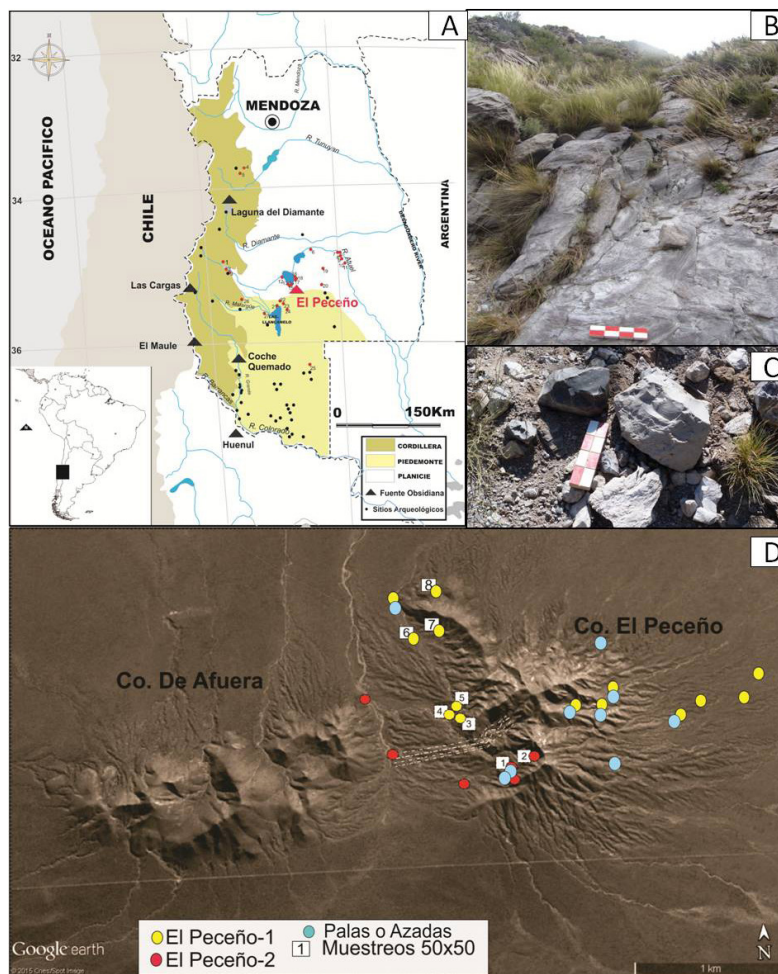 A
B
C
D
32
34
36
OCEANO PACIFICO
CHILE
ARGENTINA
MENDOZA
R. Mendoza
R. Tunuyan
Laguna del Diamante
R. Diamante
R. Atuel
Las Cargas
El Peceño
R. Malargue
LLANCANELO
El Maule
Coche
Quemado
R. Colorado
Huenul
0 150Km
CORDILLERA
PIEDEMONTE
PLANICIE
Fuente Obsidiana
Sitios Arqueológicos
Co. De Afuera
Co. El Peceño
8
7
6
5
4
3
2
1
El Peceño-1
El Peceño-2
Palas o Azadas
1 Muestreos 50x50
Google earth
N
1 km